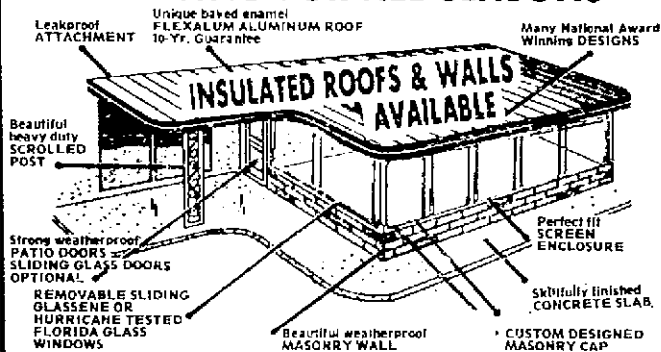 Unique baked enamel
FLEXALUM ALUMINUM ROOF
10-Yr. Guarantee
Leakproof
ATTACHMENT
Many National Award
Winning DESIGNS
INSULATED ROOFS & WALLS
AVAILABLE
Beautiful
heavy duty
SCROLLED
POST
Strong weatherproof
PATIO DOORS
SLIDING GLASS DOORS
OPTIONAL
REMOVABLE SLIDING
GLASSENE OR
HURRICANE TESTED
FLORIDA GLASS
WINDOWS
Beautiful weatherproof
MASONRY WALL
Perfect fit
SCREEN
ENCLOSURE
Skillfully finished
CONCRETE SLAB
CUSTOM DESIGNED
MASONRY CAP